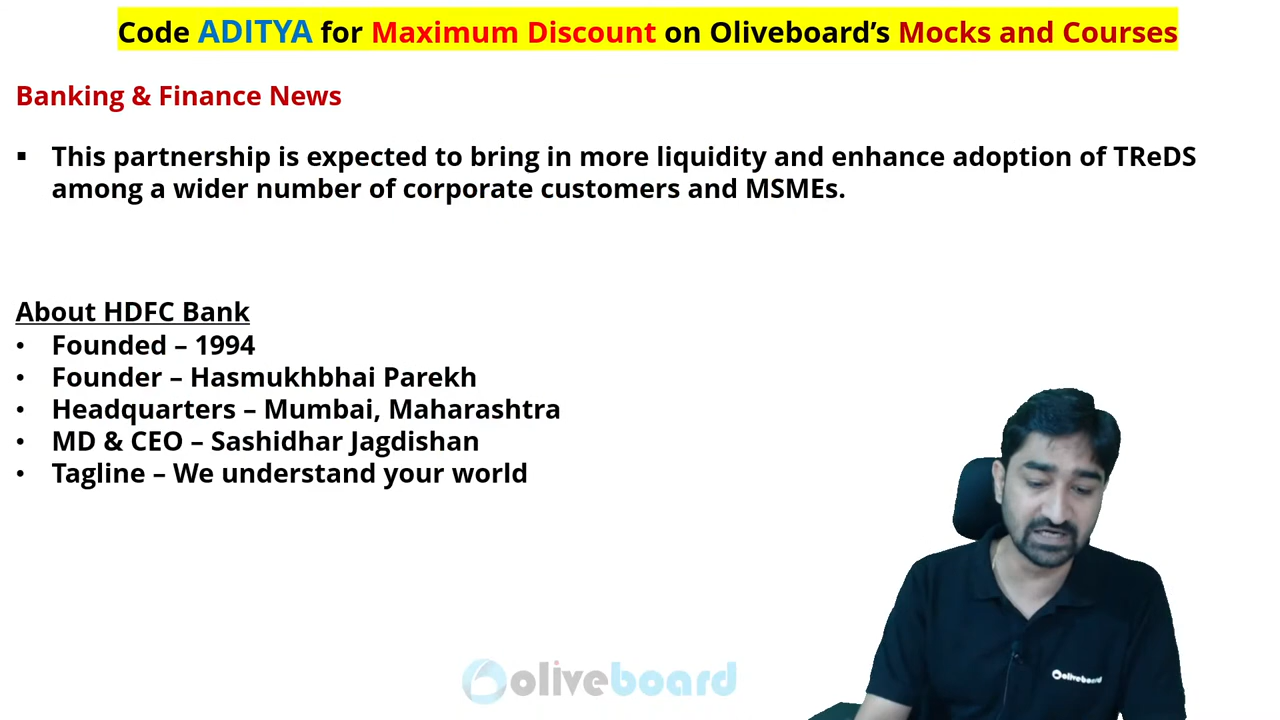 Code ADITYA for Maximum Discount on Oliveboard’s Mocks and Courses
Banking & Finance News
▪ This partnership is expected to bring in more liquidity and enhance adoption of TReDS
among a wider number of corporate customers and MSMEs.
About HDFC Bank
• Founded – 1994
• Founder – Hasmukhbhai Parekh
• Headquarters – Mumbai, Maharashtra
• MD & CEO – Sashidhar Jagdishan
• Tagline – We understand your world
oliveboard
oliveboard